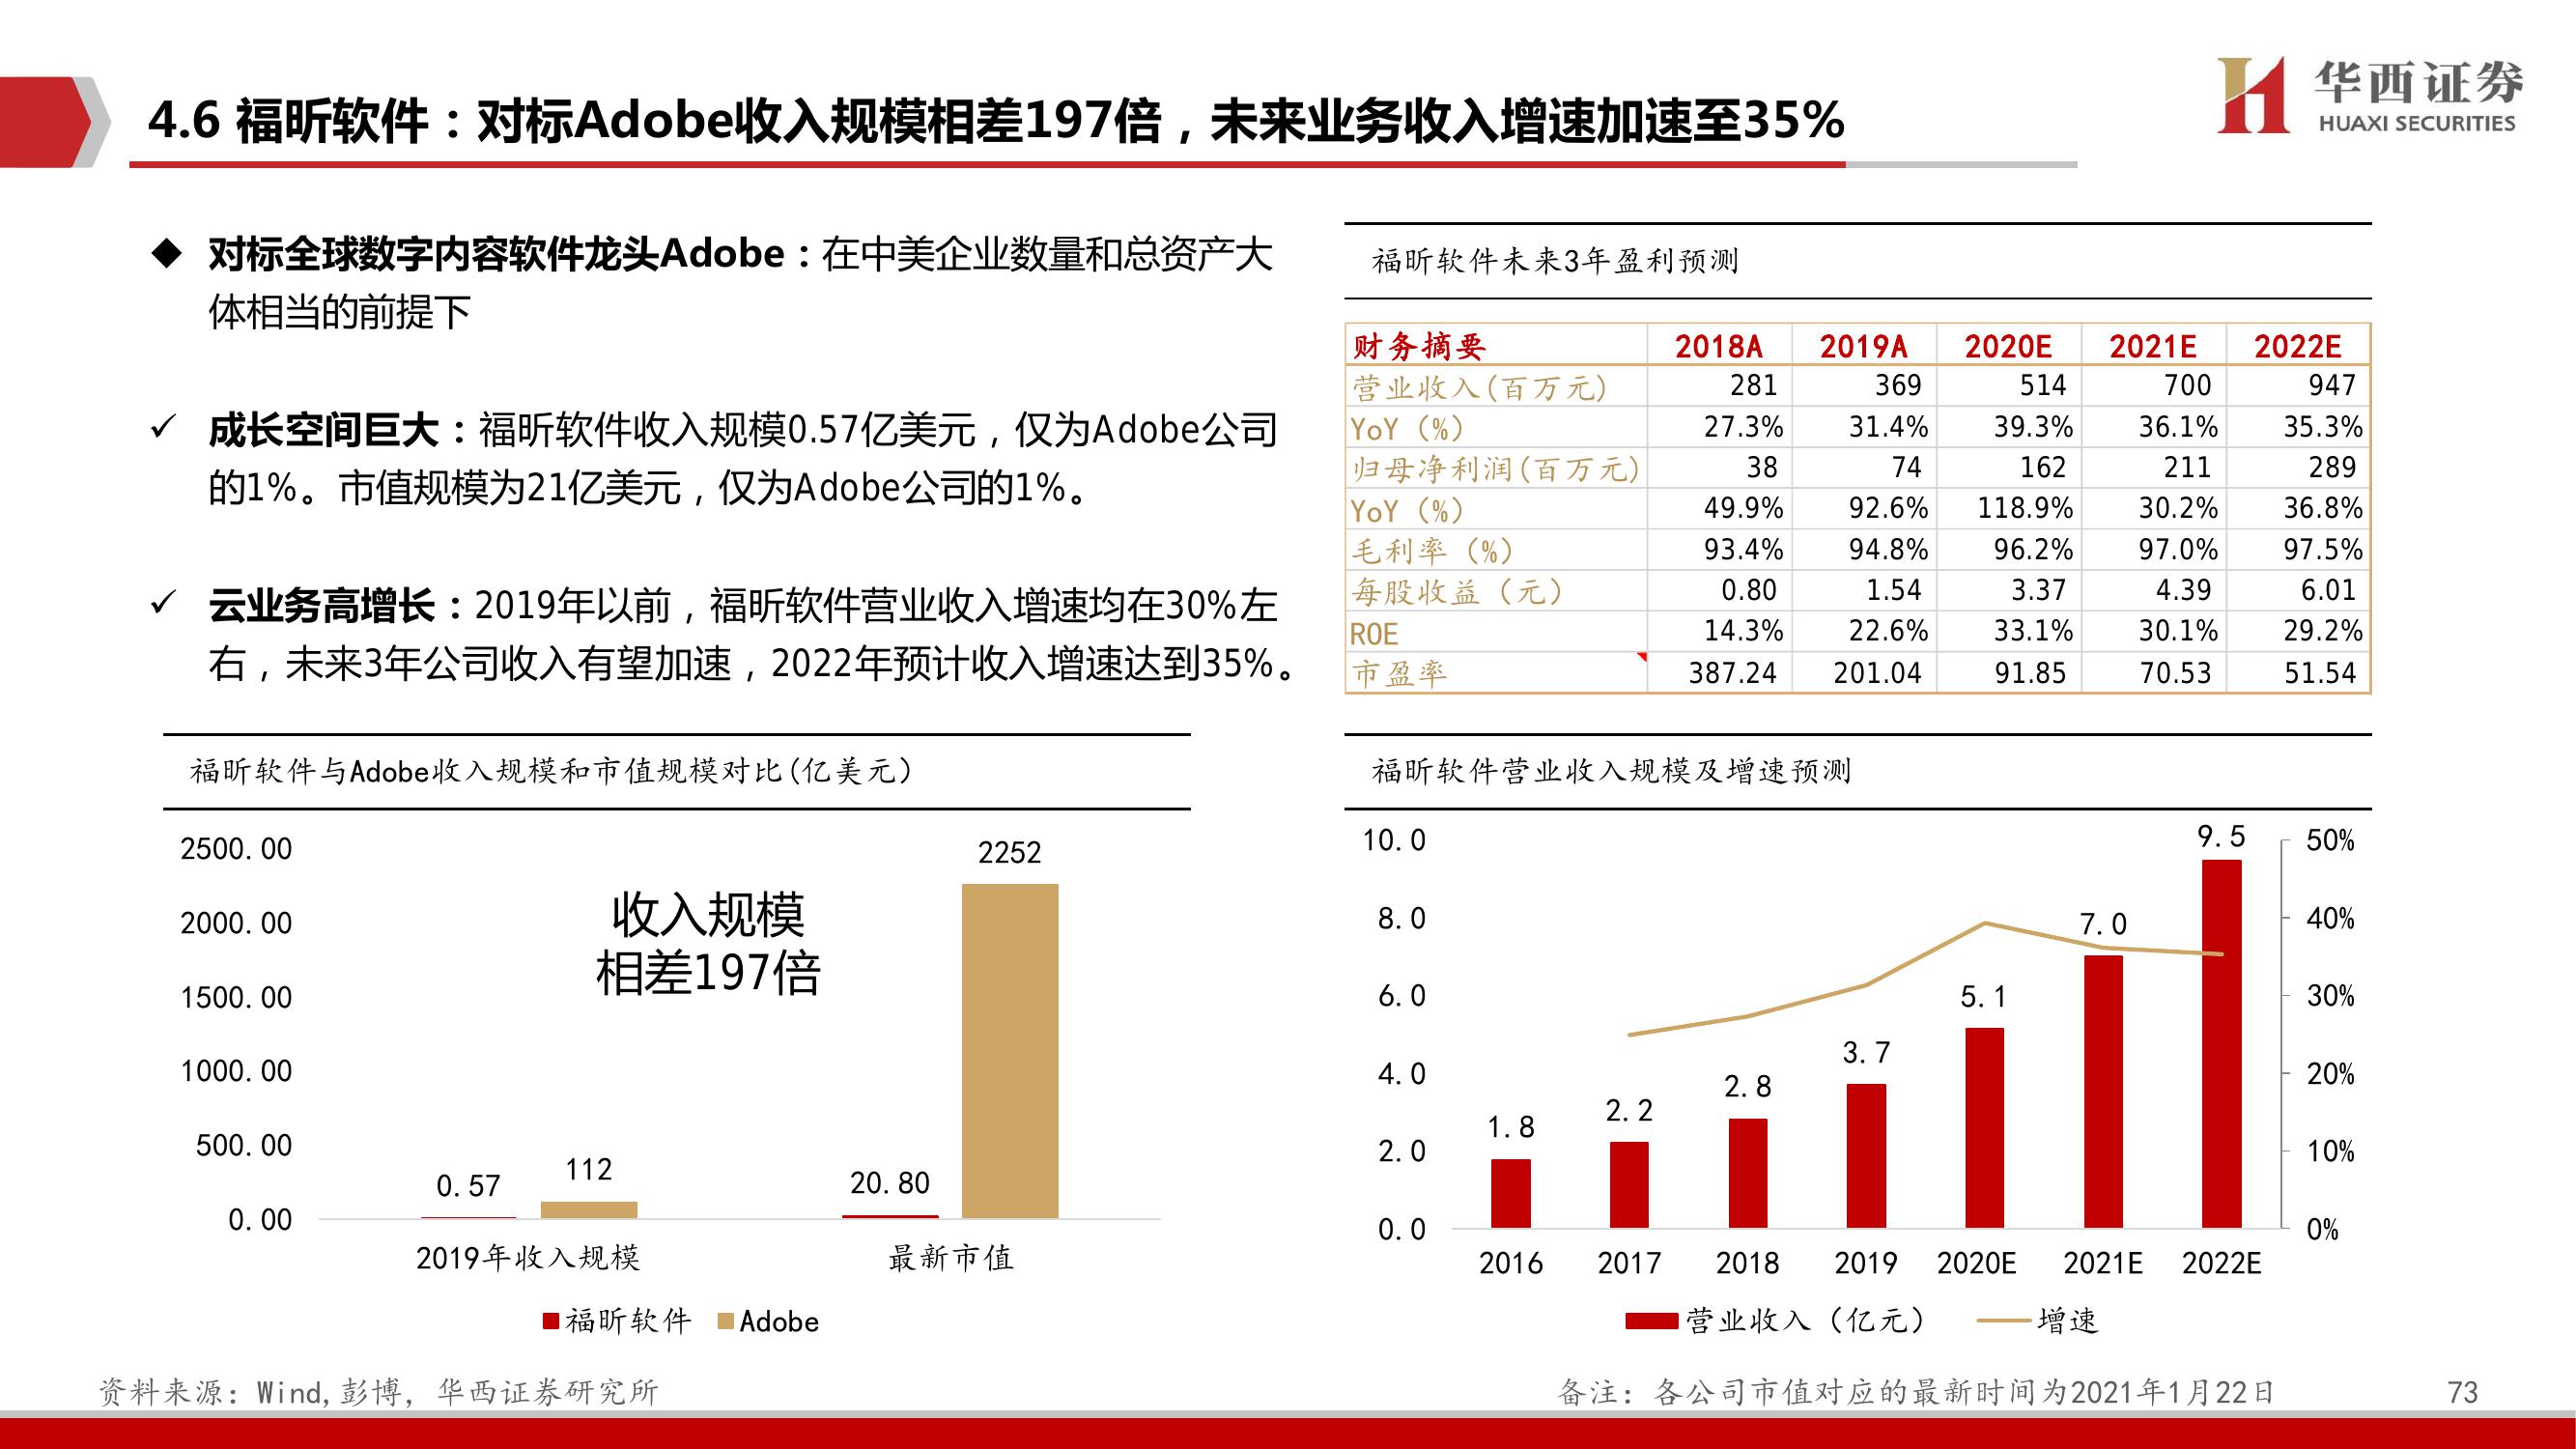 4.6 福昕软件：对标Adobe收入规模相差197倍，未来业务收入增速加速至35%
华西证券
HUAXI SECURITIES
◆ 对标全球数字内容软件龙头Adobe：在中美企业数量和总资产大
体相当的前提下
✓ 成长空间巨大：福昕软件收入规模0.57亿美元，仅为Adobe公司
的1%。市值规模为21亿美元，仅为Adobe公司的1%。
✓ 云业务高增长：2019年以前，福昕软件营业收入增速均在30%左
右，未来3年公司收入有望加速，2022年预计收入增速达到35%。
福昕软件未来3年盈利预测
财务摘要 2018A 2019A 2020E 2021E 2022E
营业收入(百万元) 281 369 514 700 947
YoY（%） 27.3% 31.4% 39.3% 36.1% 35.3%
归母净利润(百万元) 38 74 162 211 289
YoY（%） 49.9% 92.6% 118.9% 30.2% 36.8%
毛利率（%） 93.4% 94.8% 96.2% 97.0% 97.5%
每股收益（元） 0.80 1.54 3.37 4.39 6.01
ROE 14.3% 22.6% 33.1% 30.1% 29.2%
市盈率 387.24 201.04 91.85 70.53 51.54
福昕软件与Adobe收入规模和市值规模对比(亿美元)
2500.00
2000.00
1500.00
1000.00
500.00
0.00
收入规模
相差197倍
0.57
112
20.80
2252
2019年收入规模 最新市值
福昕软件 Adobe
福昕软件营业收入规模及增速预测
10.0
8.0
6.0
4.0
2.0
0.0
1.8
2.2
2.8
3.7
5.1
7.0
9.5
50%
40%
30%
20%
10%
0%
2016 2017 2018 2019 2020E 2021E 2022E
营业收入（亿元） 增速
资料来源：Wind,彭博，华西证券研究所
备注：各公司市值对应的最新时间为2021年1月22日
73